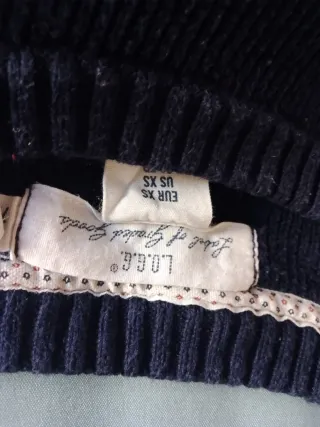 L.O.G.G.®
Label of Graded Goods
EUR XS
US XS